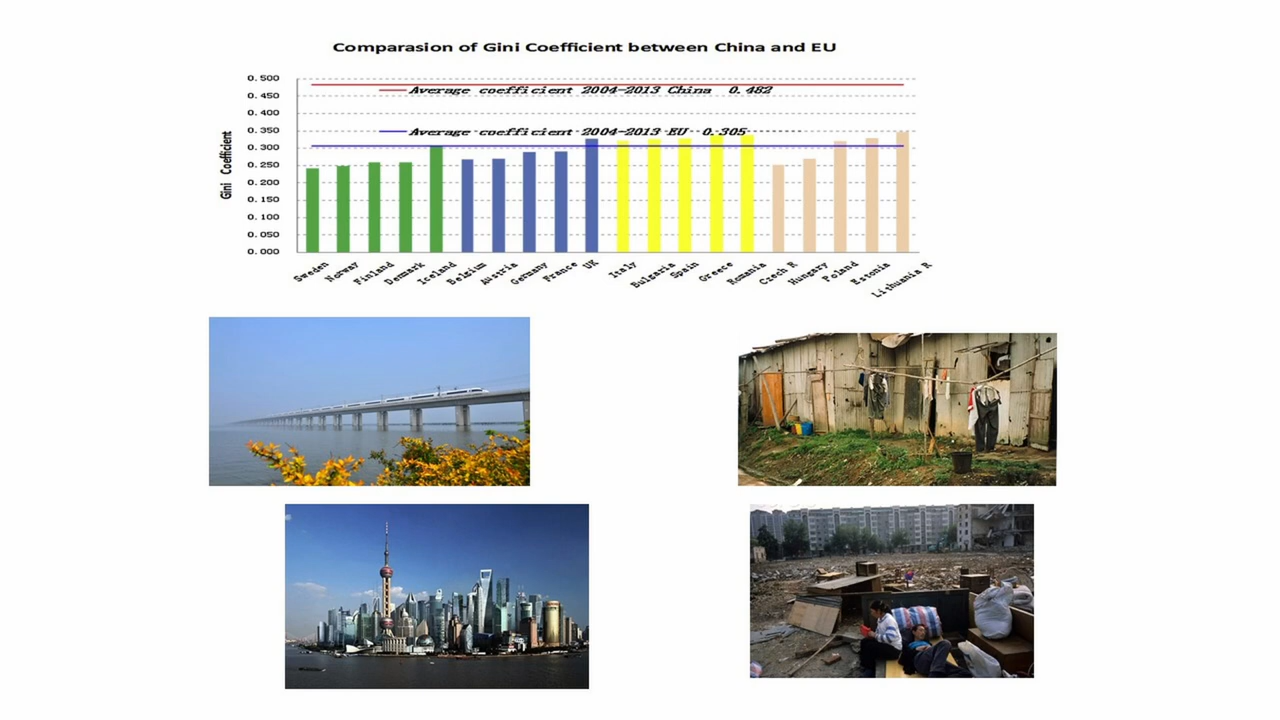 Comparasion of Gini Coefficient between China and EU
0.500
0.450
0.400
0.350
0.300
0.250
0.200
0.150
0.100
0.050
0.000
Gini Coefficient
Average coefficient 2004-2013 China 0.482
Average coefficient 2004-2013 EU 0.305
Sweden
Norway
Finland
Denmark
Iceland
Belgium
Austria
Germany
France
UK
Italy
Bulgaria
Spain
Greece
Romania
Czech R
Hungary
Poland
Estonia
Lithuania R